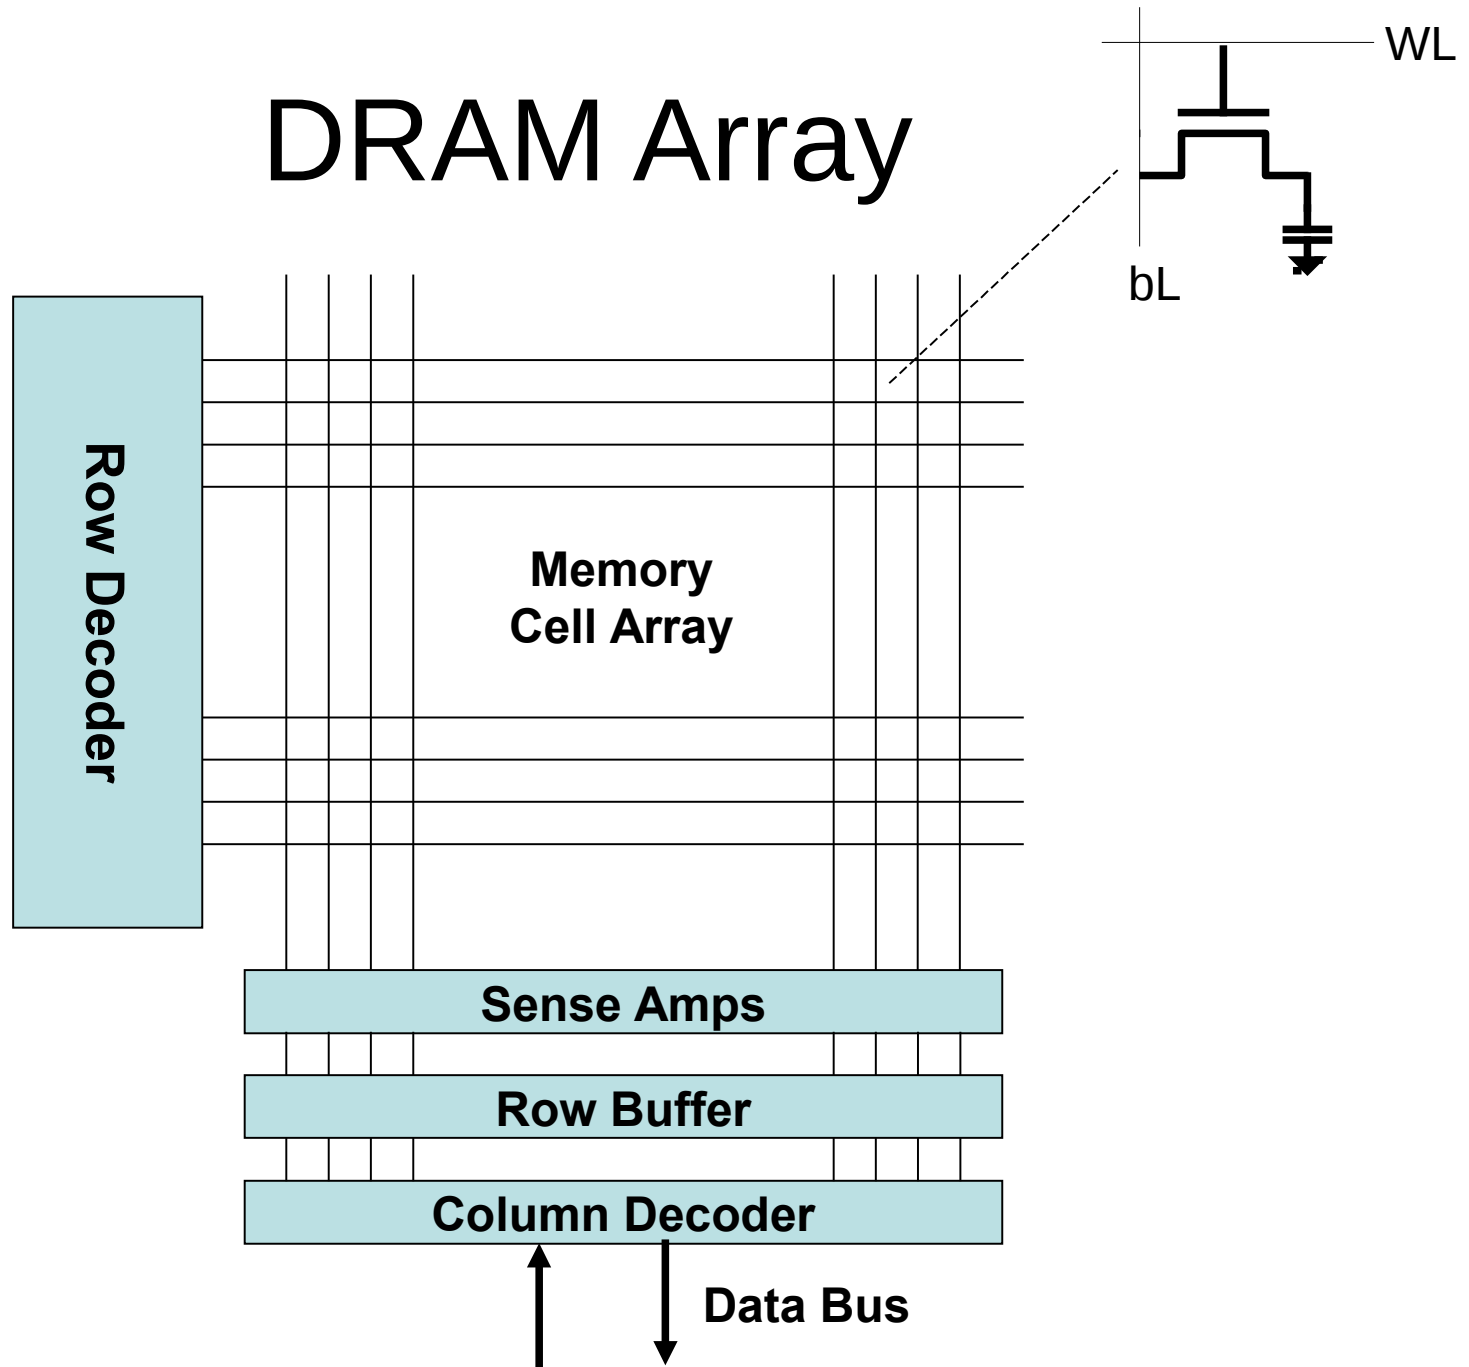 WL
DRAM Array
bL
Row Decoder
Memory
Cell Array
Sense Amps
Row Buffer
Column Decoder
Data Bus